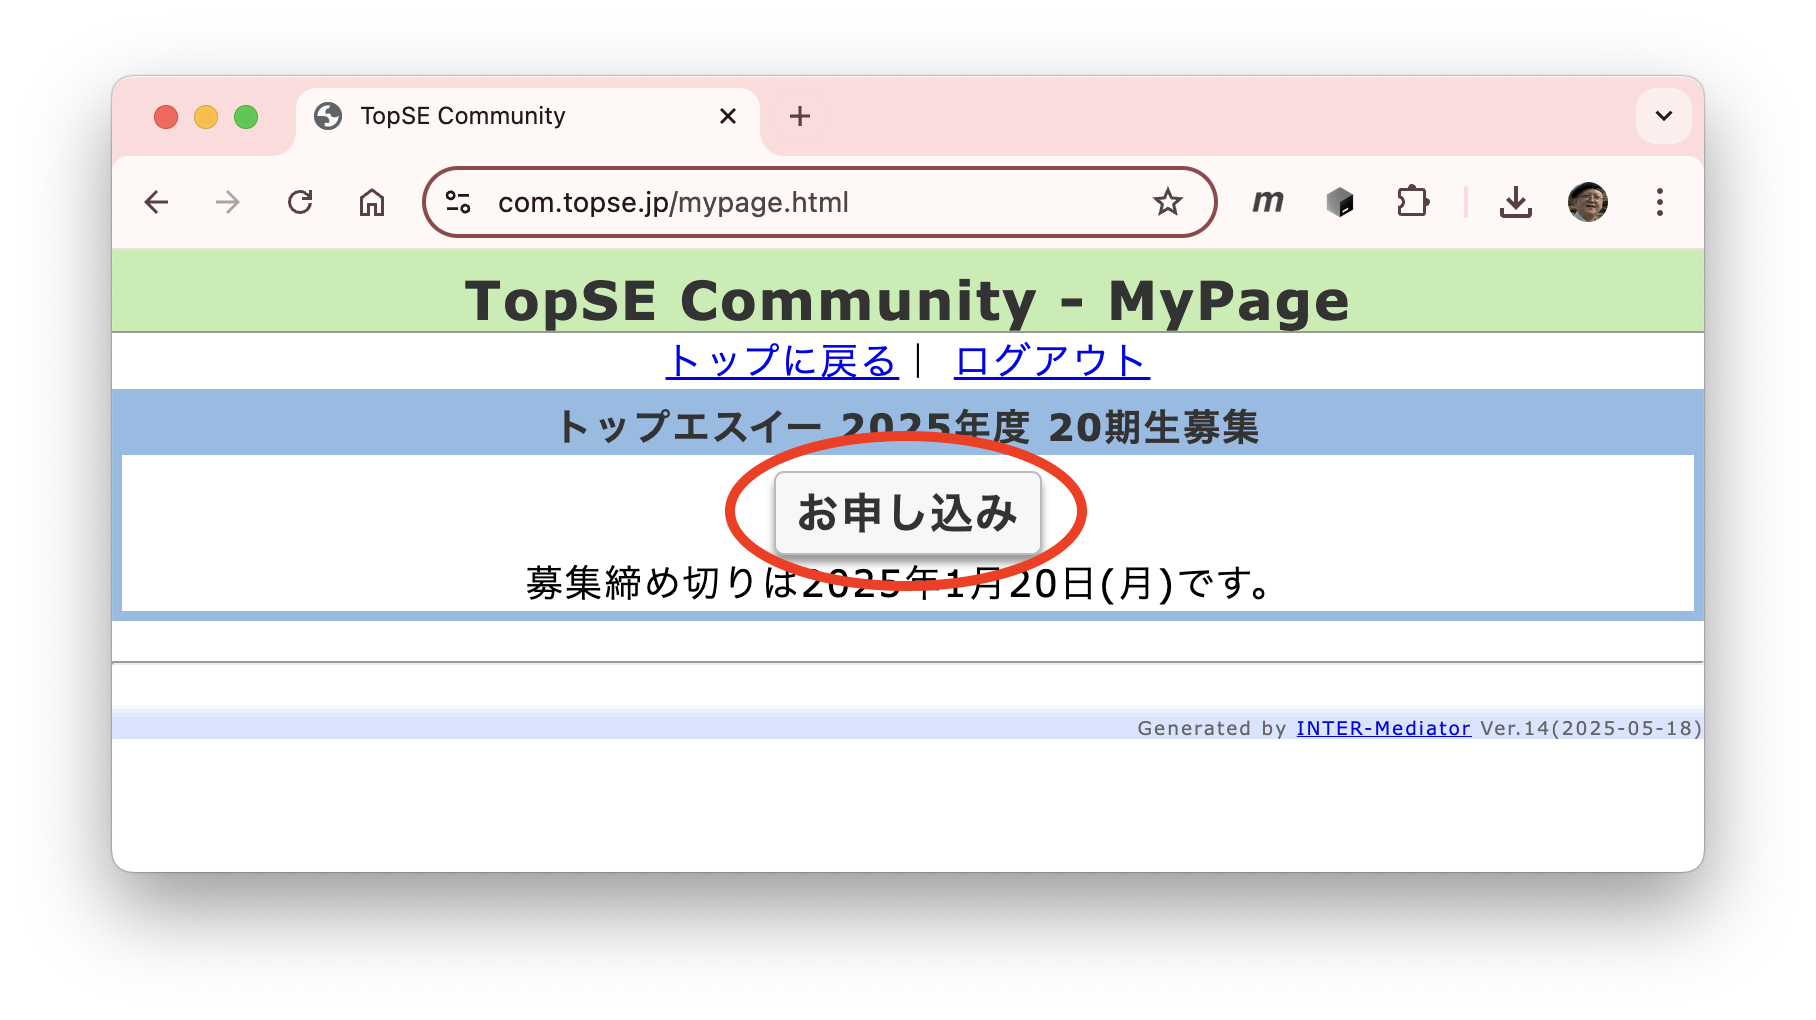 TopSE Community
com.topse.jp/mypage.html
m
TopSE Community - MyPage
トップに戻る | ログアウト
トップエスイー 2025年度 20期生募集
お申し込み
募集締め切りは2025年1月20日(月)です。
Generated by INTER-Mediator Ver.14(2025-05-18)